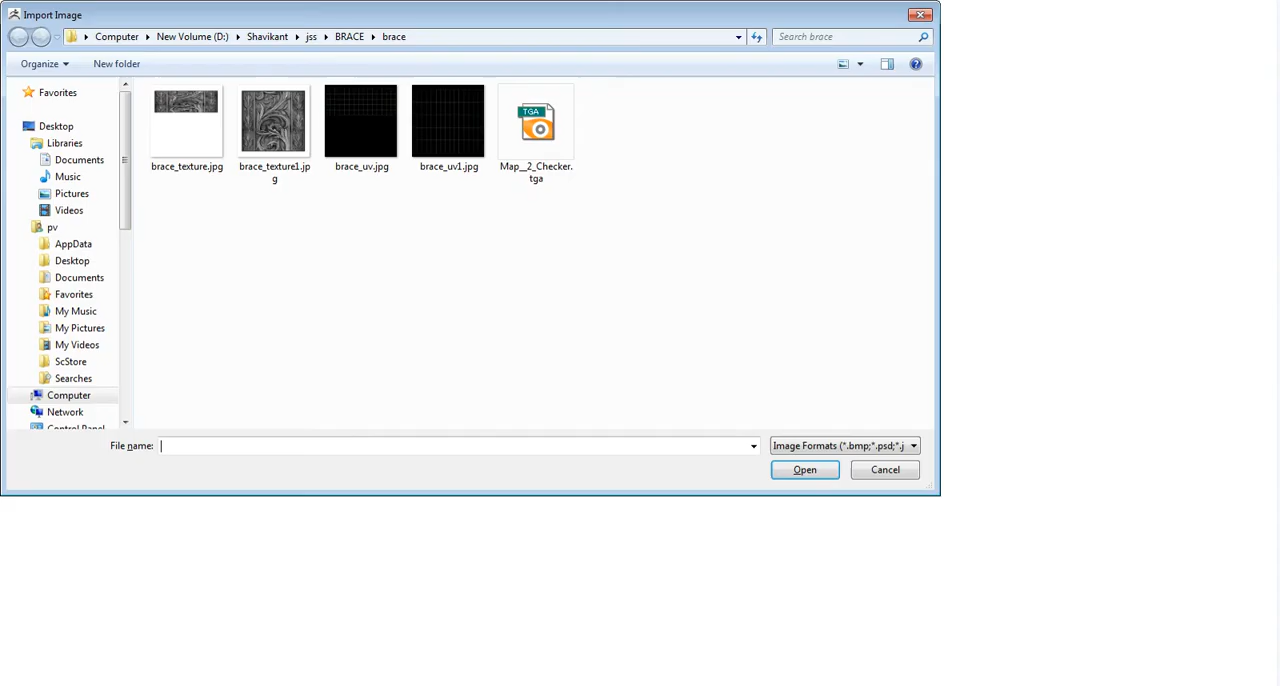 Import Image
Computer New Volume (D:) Shavikant jss BRACE brace
Search brace
Organize New folder
Favorites
Desktop
Libraries
Documents
Music
Pictures
Videos
pv
AppData
Desktop
Documents
Favorites
My Music
My Pictures
My Videos
ScStore
Searches
Computer
Network
Control Panel
brace_texture.jpg
brace_texture1.jp
g
brace_uv.jpg
brace_uv1.jpg
TGA
Map__2_Checker.
tga
File name:
Image Formats (*.bmp;*.psd;*.j
Open Cancel